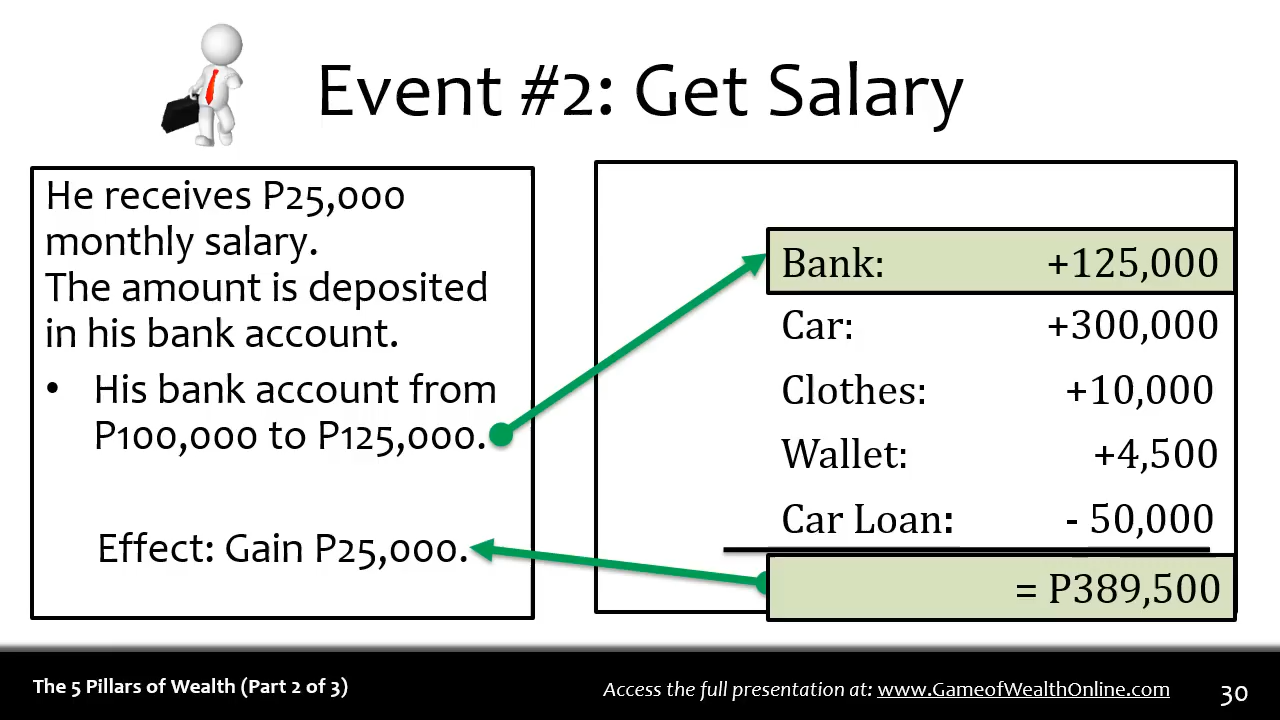 Event #2: Get Salary
He receives P25,000
monthly salary.
The amount is deposited
in his bank account.
• His bank account from
P100,000 to P125,000.
Effect: Gain P25,000.
Bank: +125,000
Car: +300,000
Clothes: +10,000
Wallet: +4,500
Car Loan: - 50,000
= P389,500
The 5 Pillars of Wealth (Part 2 of 3)
Access the full presentation at: www.GameofWealthOnline.com
30